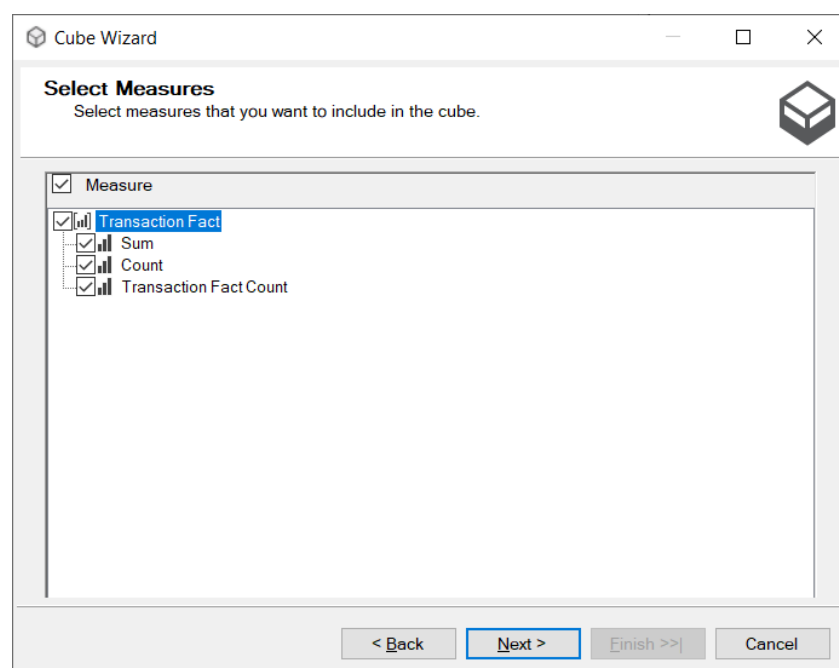 Cube Wizard
Select Measures
Select measures that you want to include in the cube.
Measure
Transaction Fact
Sum
Count
Transaction Fact Count
< Back Next > Finish >>| Cancel